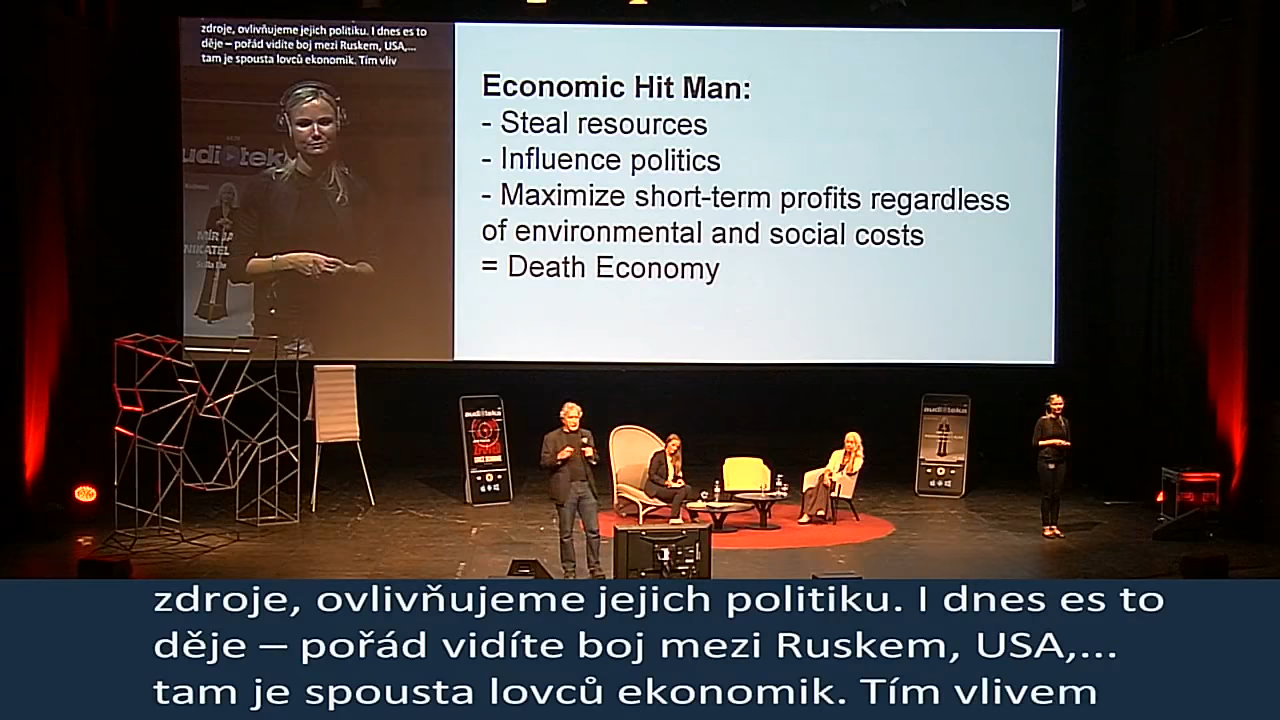 zdroje, ovlivňujeme jejich politiku. I dnes es to
děje – pořád vidíte boj mezi Ruskem, USA,...
tam je spousta lovců ekonomik. Tím vliv
Economic Hit Man:
- Steal resources
- Influence politics
- Maximize short-term profits regardless
of environmental and social costs
= Death Economy
audioteka
audioteka
zdroje, ovlivňujeme jejich politiku. I dnes es to
děje – pořád vidíte boj mezi Ruskem, USA,...
tam je spousta lovců ekonomik. Tím vlivem